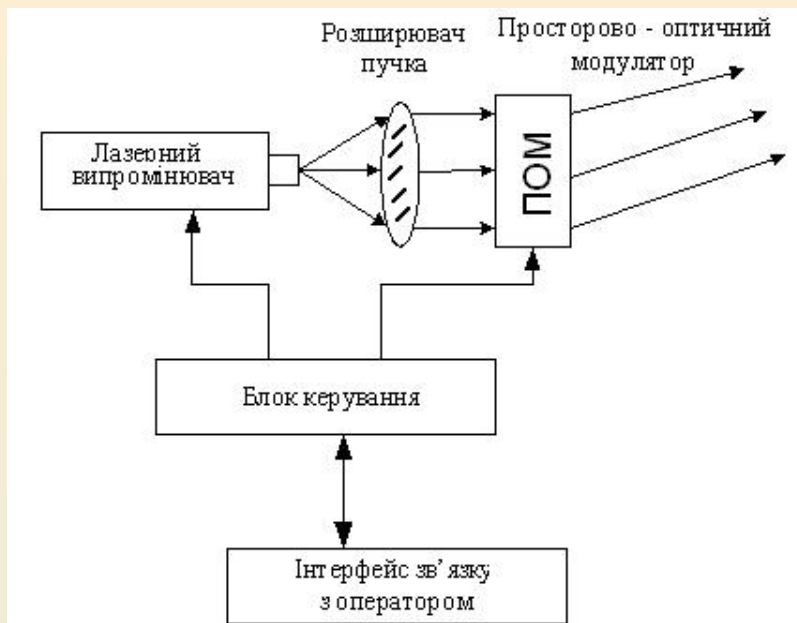 Розширювач
пучка
Просторово - оптичний
модулятор
Лазерний
випромінювач
ПОМ
Блок керування
Інтерфейс зв’язку
з оператором